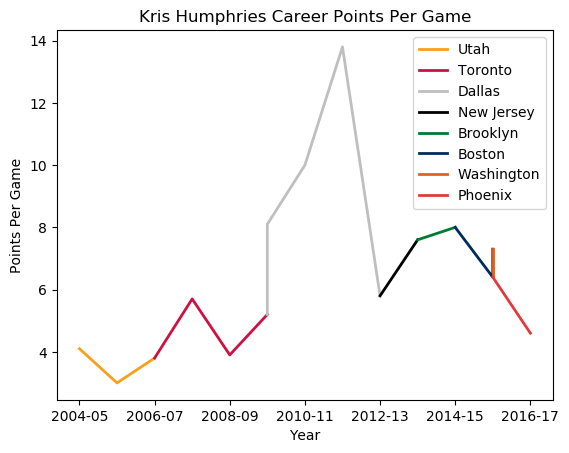 Kris Humphries Career Points Per Game
Points Per Game
14
12
10
8
6
4
Utah
Toronto
Dallas
New Jersey
Brooklyn
Boston
Washington
Phoenix
2004-05 2006-07 2008-09 2010-11 2012-13 2014-15 2016-17
Year